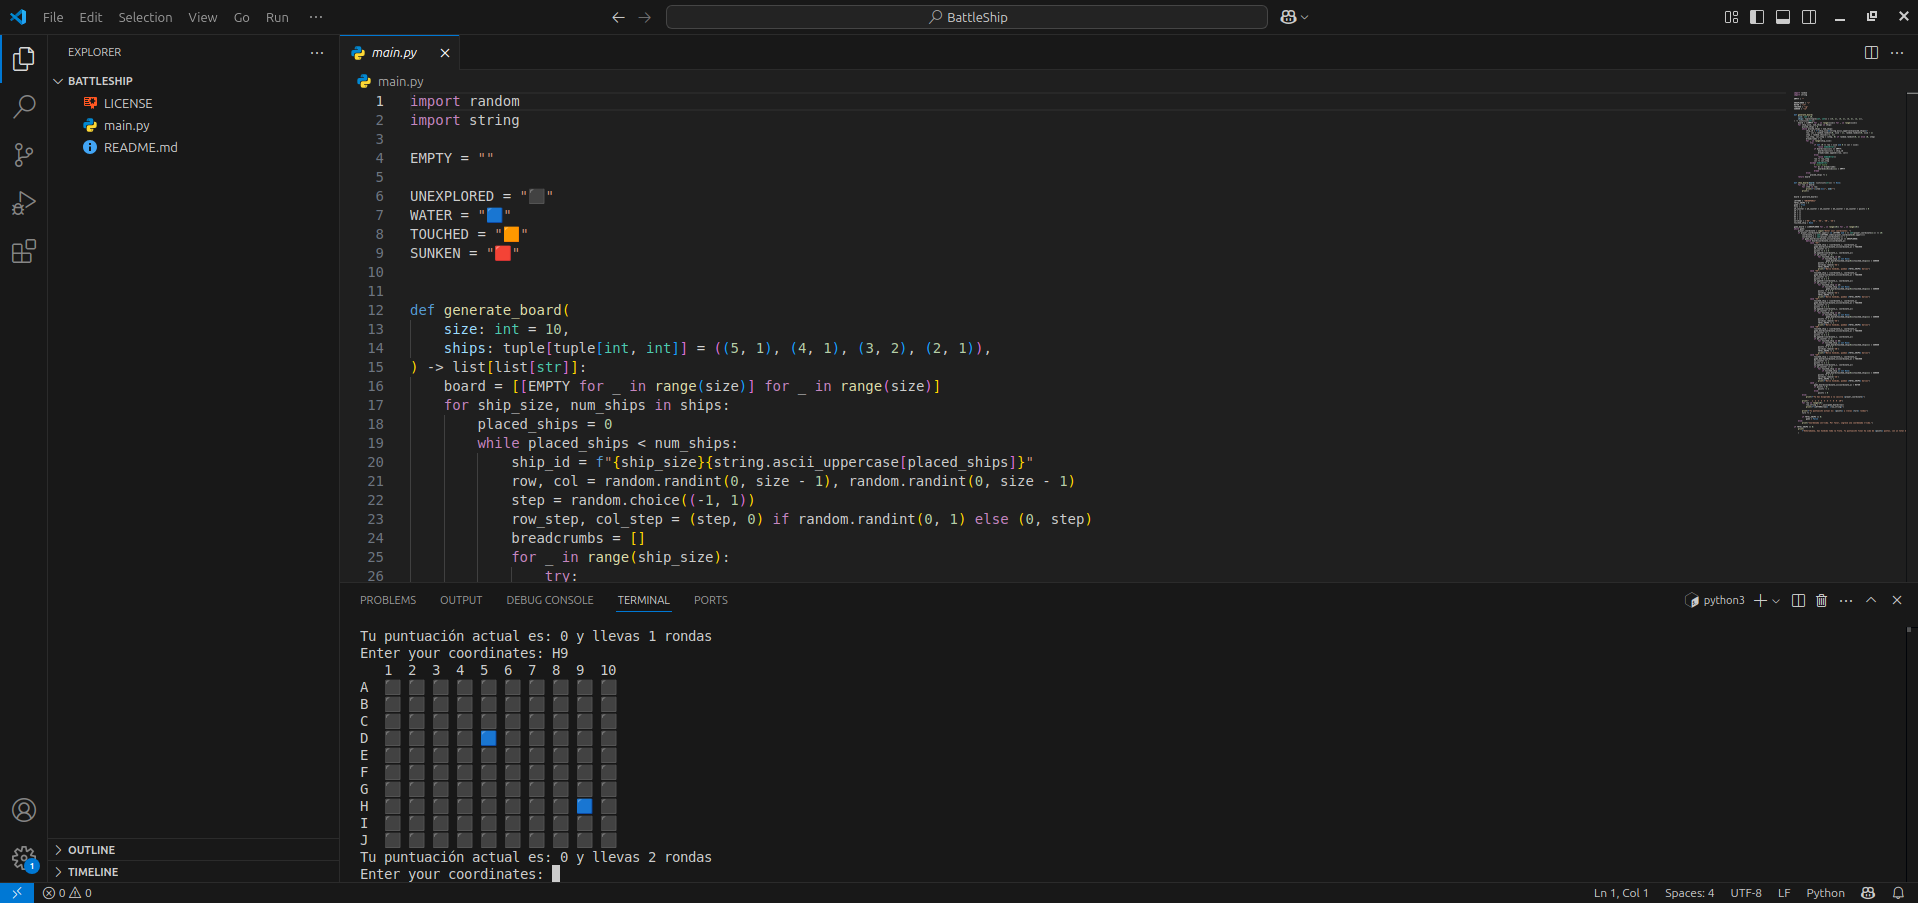 File Edit Selection View Go Run ···
BattleShip
EXPLORER
BATTLESHIP
LICENSE
main.py
README.md
OUTLINE
TIMELINE
main.py
main.py
1 import random
2 import string
3
4 EMPTY = ""
5
6 UNEXPLORED = "⬛"
7 WATER = "🟦"
8 TOUCHED = "🟧"
9 SUNKEN = "🟥"
10
11
12 def generate_board(
13     size: int = 10,
14     ships: tuple[tuple[int, int]] = ((5, 1), (4, 1), (3, 2), (2, 1)),
15 ) -> list[list[str]]:
16     board = [[EMPTY for _ in range(size)] for _ in range(size)]
17     for ship_size, num_ships in ships:
18         placed_ships = 0
19         while placed_ships < num_ships:
20             ship_id = f"{ship_size}{string.ascii_uppercase[placed_ships]}"
21             row, col = random.randint(0, size - 1), random.randint(0, size - 1)
22             step = random.choice((-1, 1))
23             row_step, col_step = (step, 0) if random.randint(0, 1) else (0, step)
24             breadcrumbs = []
25             for _ in range(ship_size):
26                 try:
PROBLEMS OUTPUT DEBUG CONSOLE TERMINAL PORTS
python3
Tu puntuación actual es: 0 y llevas 1 rondas
Enter your coordinates: H9
1 2 3 4 5 6 7 8 9 10
A ⬛ ⬛ ⬛ ⬛ ⬛ ⬛ ⬛ ⬛ ⬛ ⬛
B ⬛ ⬛ ⬛ ⬛ ⬛ ⬛ ⬛ ⬛ ⬛ ⬛
C ⬛ ⬛ ⬛ ⬛ ⬛ ⬛ ⬛ ⬛ ⬛ ⬛
D ⬛ ⬛ ⬛ ⬛ 🟦 ⬛ ⬛ ⬛ ⬛ ⬛
E ⬛ ⬛ ⬛ ⬛ ⬛ ⬛ ⬛ ⬛ ⬛ ⬛
F ⬛ ⬛ ⬛ ⬛ ⬛ ⬛ ⬛ ⬛ ⬛ ⬛
G ⬛ ⬛ ⬛ ⬛ ⬛ ⬛ ⬛ ⬛ ⬛ ⬛
H ⬛ ⬛ ⬛ ⬛ ⬛ ⬛ ⬛ ⬛ 🟦 ⬛
I ⬛ ⬛ ⬛ ⬛ ⬛ ⬛ ⬛ ⬛ ⬛ ⬛
J ⬛ ⬛ ⬛ ⬛ ⬛ ⬛ ⬛ ⬛ ⬛ ⬛
Tu puntuación actual es: 0 y llevas 2 rondas
Enter your coordinates:
1
0 0
Ln 1, Col 1 Spaces: 4 UTF-8 LF Python